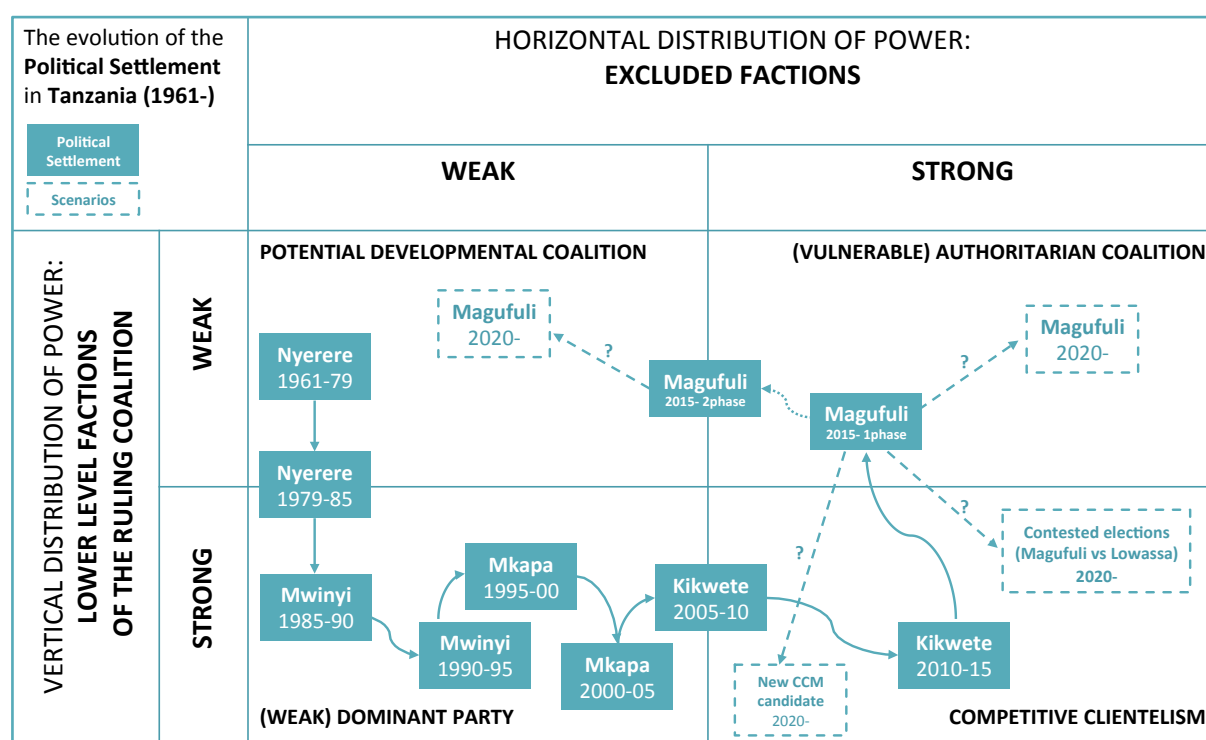 The evolution of the
Political Settlement
in Tanzania (1961-)
Political
Settlement
Scenarios
HORIZONTAL DISTRIBUTION OF POWER:
EXCLUDED FACTIONS
WEAK
STRONG
VERTICAL DISTRIBUTION OF POWER:
LOWER LEVEL FACTIONS
OF THE RULING COALITION
WEAK
STRONG
POTENTIAL DEVELOPMENTAL COALITION
(VULNERABLE) AUTHORITARIAN COALITION
Magufuli
2020-
?
Nyerere
1961-79
Magufuli
2015- 2phase
Magufuli
2020-
?
Magufuli
2015- 1phase
Nyerere
1979-85
?
Contested elections
(Magufuli vs Lowassa)
2020-
?
Mwinyi
1985-90
Mkapa
1995-00
Kikwete
2005-10
Mwinyi
1990-95
Mkapa
2000-05
Kikwete
2010-15
New CCM
candidate
2020-
(WEAK) DOMINANT PARTY
COMPETITIVE CLIENTELISM